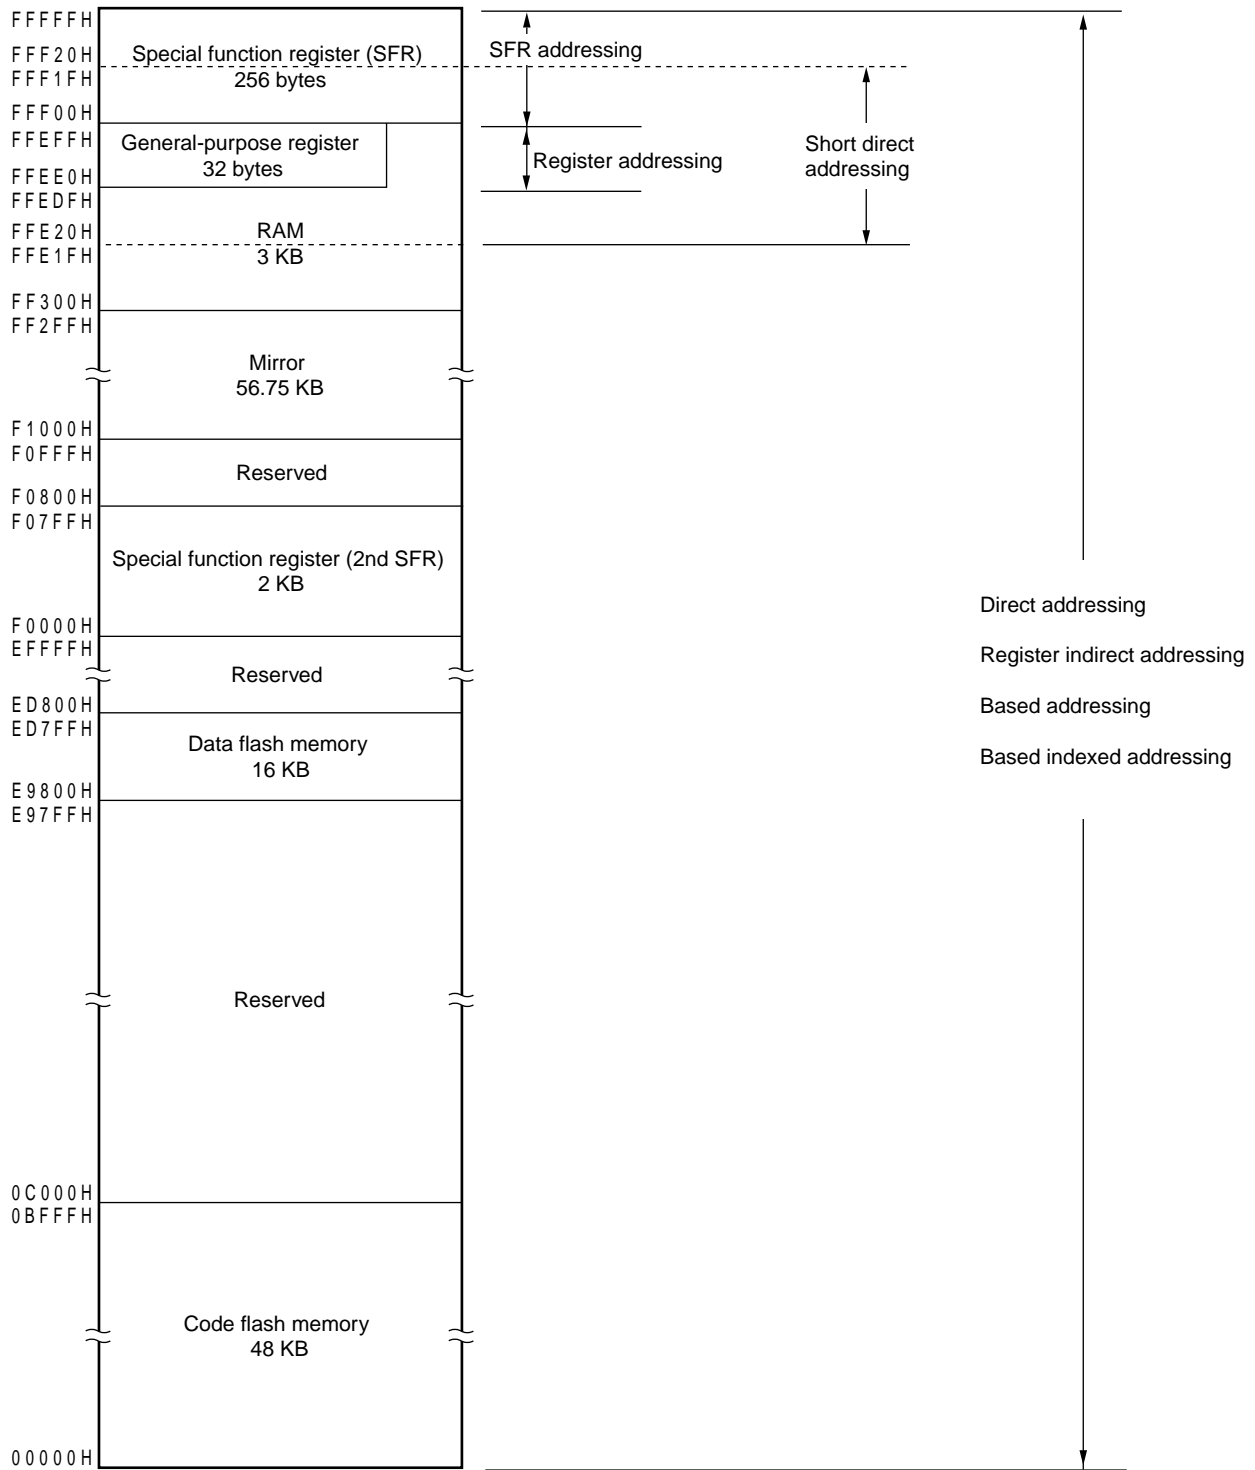 FFFFFH
FFF20H
Special function register (SFR)
SFR addressing
FFF1FH
256 bytes
FFF00H
FFEFFH
General-purpose register
32 bytes
Register addressing
Short direct
addressing
FFEE0H
FFEDFH
FFE20H
RAM
FFE1FH
3 KB
FF300H
FF2FFH
Mirror
56.75 KB
F1000H
F0FFFH
Reserved
F0800H
F07FFH
Special function register (2nd SFR)
2 KB
F0000H
EFFFFH
Reserved
ED800H
ED7FFH
Data flash memory
16 KB
E9800H
E97FFH
Direct addressing
Register indirect addressing
Based addressing
Based indexed addressing
Reserved
0C000H
0BFFFH
Code flash memory
48 KB
00000H